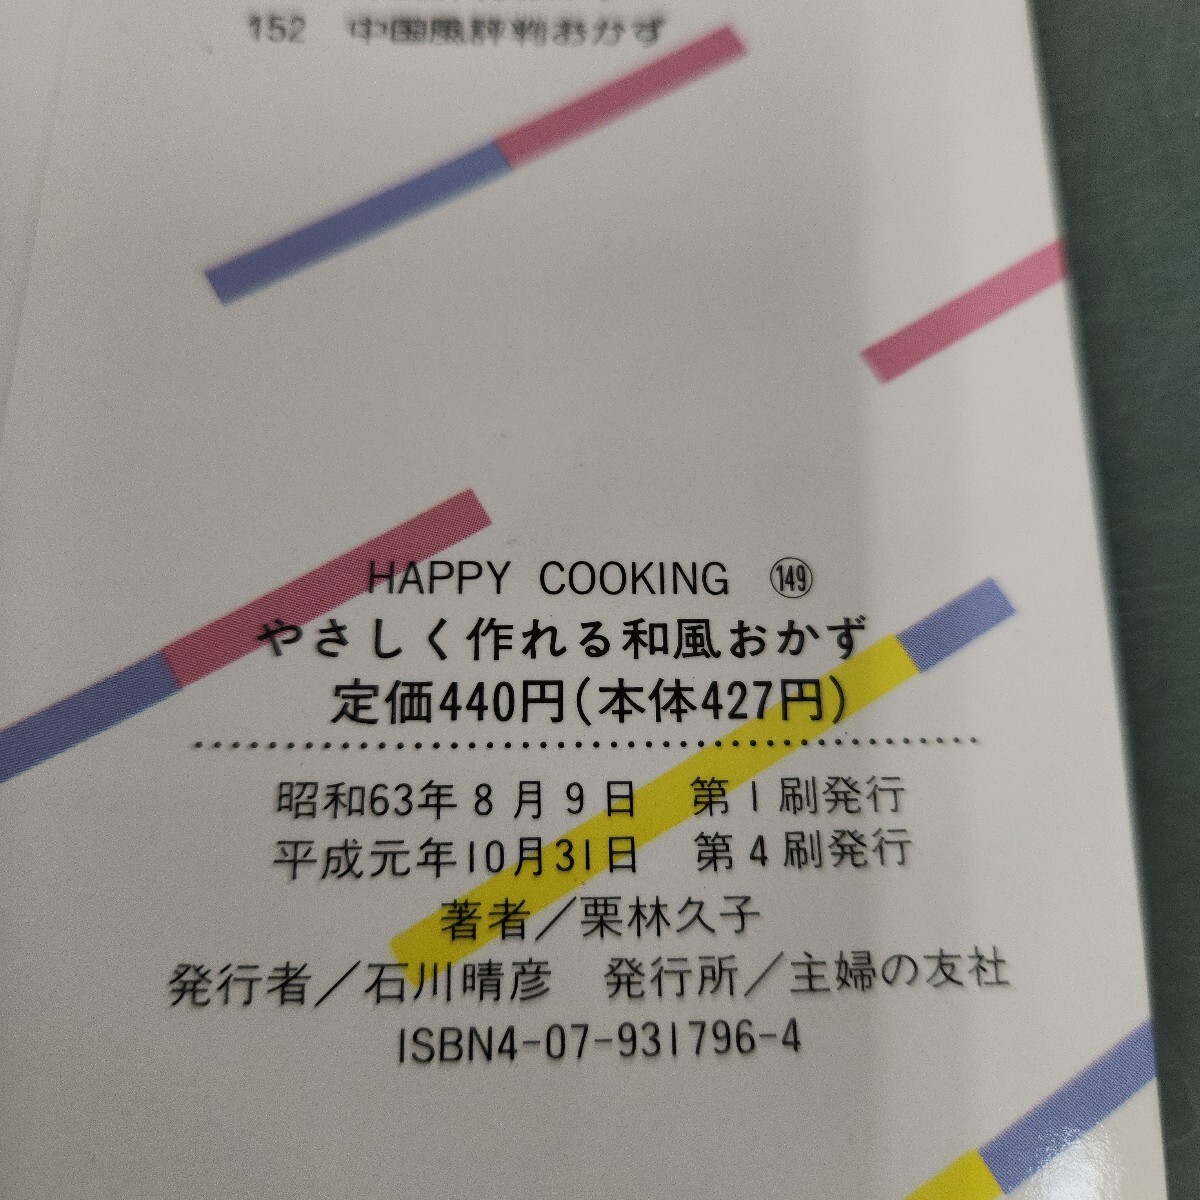 152 中国風評判おかず
HAPPY COOKING 149
やさしく作れる和風おかず
定価440円(本体427円)
昭和63年8月9日 第1刷発行
平成元年10月31日 第4刷発行
著者／栗林久子
発行者／石川晴彦 発行所／主婦の友社
ISBN4-07-931796-4